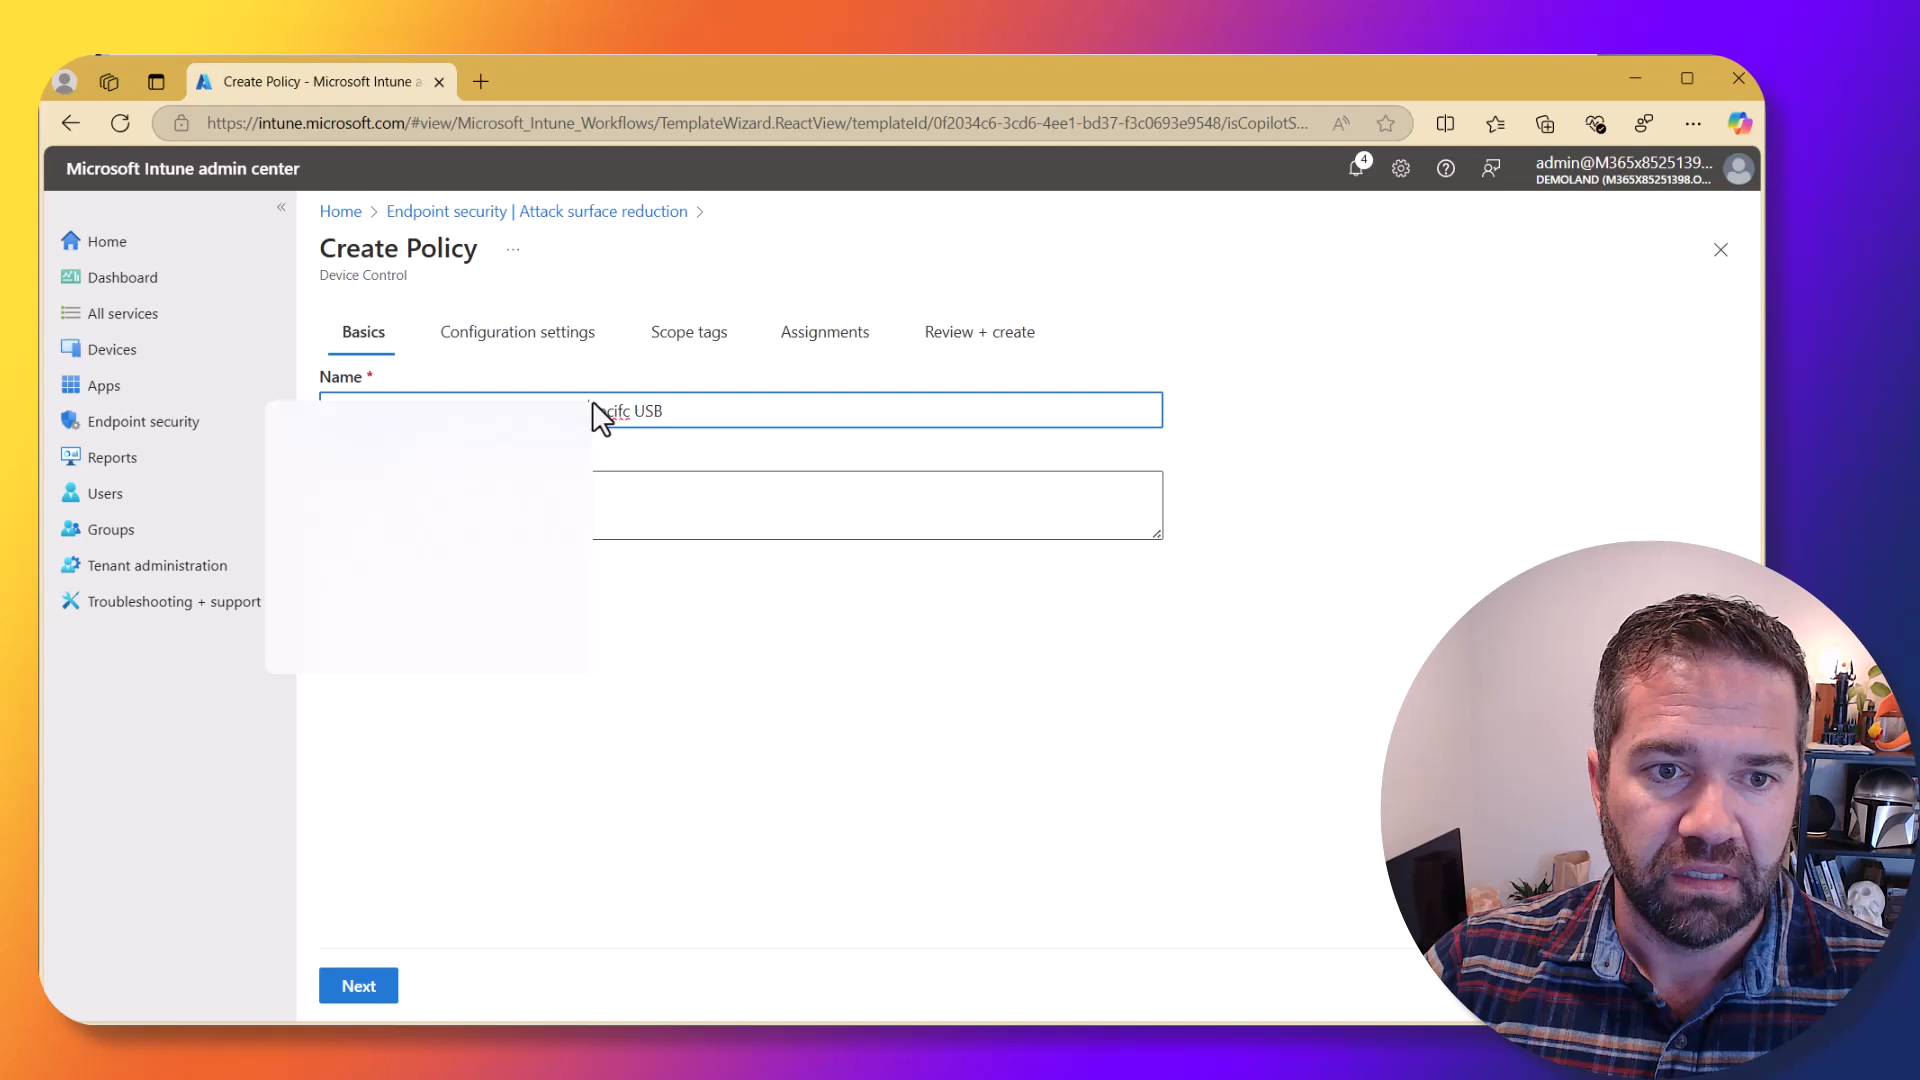 Create Policy - Microsoft Intune a
https://intune.microsoft.com/#view/Microsoft_Intune_Workflows/TemplateWizard.ReactView/templateId/0f2034c6-3cd6-4ee1-bd37-f3c0693e9548/isCopilotS...
Microsoft Intune admin center
4
admin@M365x8525139...
DEMOLAND (M365X85251398.O...
Home
Dashboard
All services
Devices
Apps
Endpoint security
Reports
Users
Groups
Tenant administration
Troubleshooting + support
Home > Endpoint security | Attack surface reduction >
Create Policy ...
Device Control
Basics Configuration settings Scope tags Assignments Review + create
Name *
USB
Next